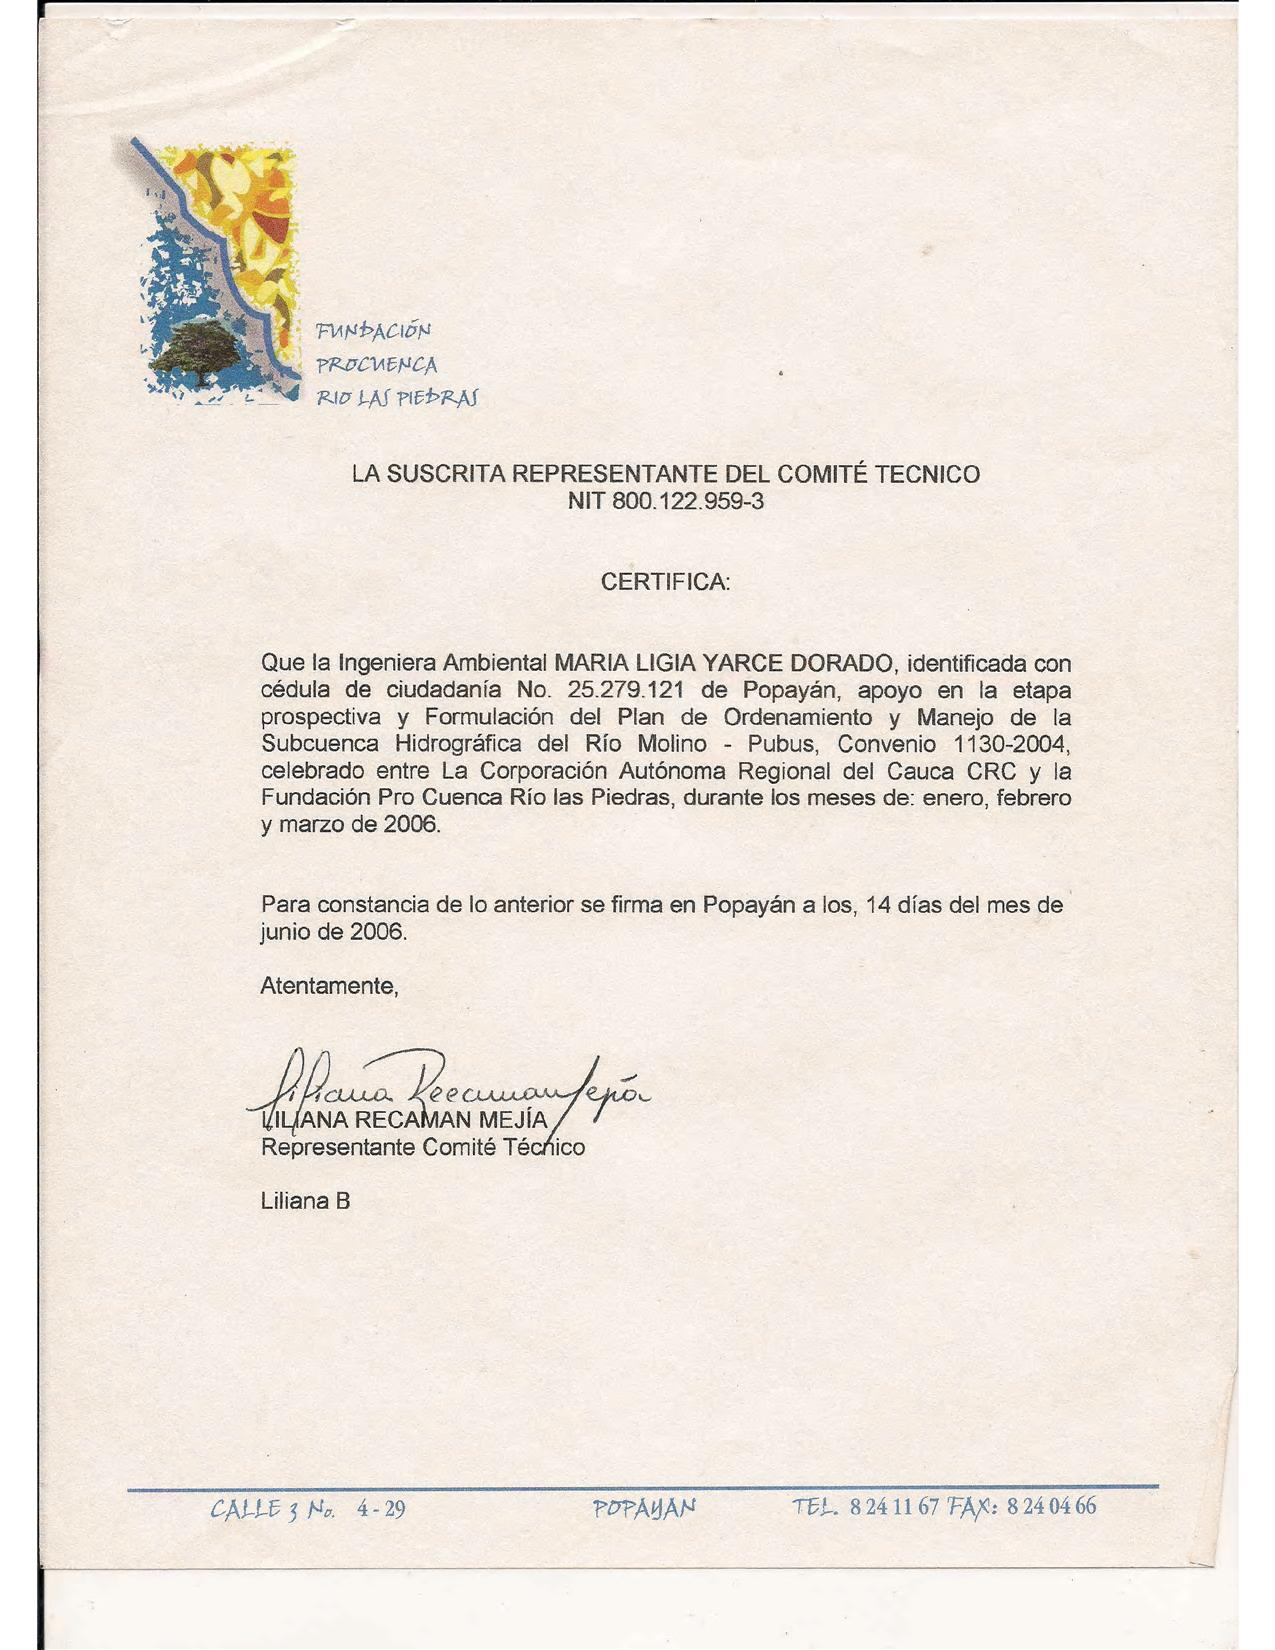 FUNDACIÓN
PROCUENCA
RIO LAS PIEDRAS
LA SUSCRITA REPRESENTANTE DEL COMITÉ TECNICO
NIT 800.122.959-3
CERTIFICA:
Que la Ingeniera Ambiental MARIA LIGIA YARCE DORADO, identificada con
cédula de ciudadanía No. 25.279.121 de Popayán, apoyo en la etapa
prospectiva y Formulación del Plan de Ordenamiento y Manejo de la
Subcuenca Hidrográfica del Río Molino - Pubus, Convenio 1130-2004,
celebrado entre La Corporación Autónoma Regional del Cauca CRC y la
Fundación Pro Cuenca Río las Piedras, durante los meses de: enero, febrero
y marzo de 2006.
Para constancia de lo anterior se firma en Popayán a los, 14 días del mes de
junio de 2006.
Atentamente,
Liliana Recaman Mejía
LILIANA RECAMAN MEJÍA
Representante Comité Técnico
Liliana B
CALLE 3 No. 4-29 POPAYAN TEL. 8 24 11 67 FAX: 8 24 04 66